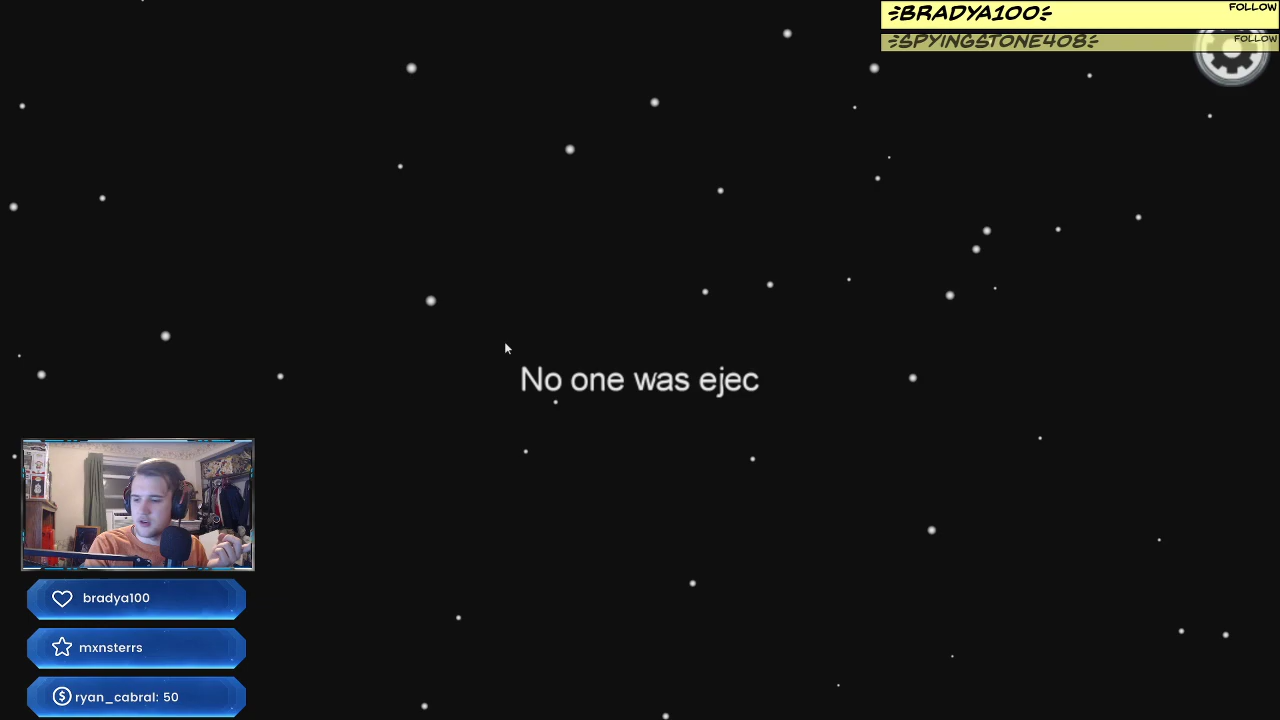 BRADYA100
FOLLOW
SPYINGSTONE408
FOLLOW
No one was ejec
bradya100
mxnsterrs
ryan_cabral: 50